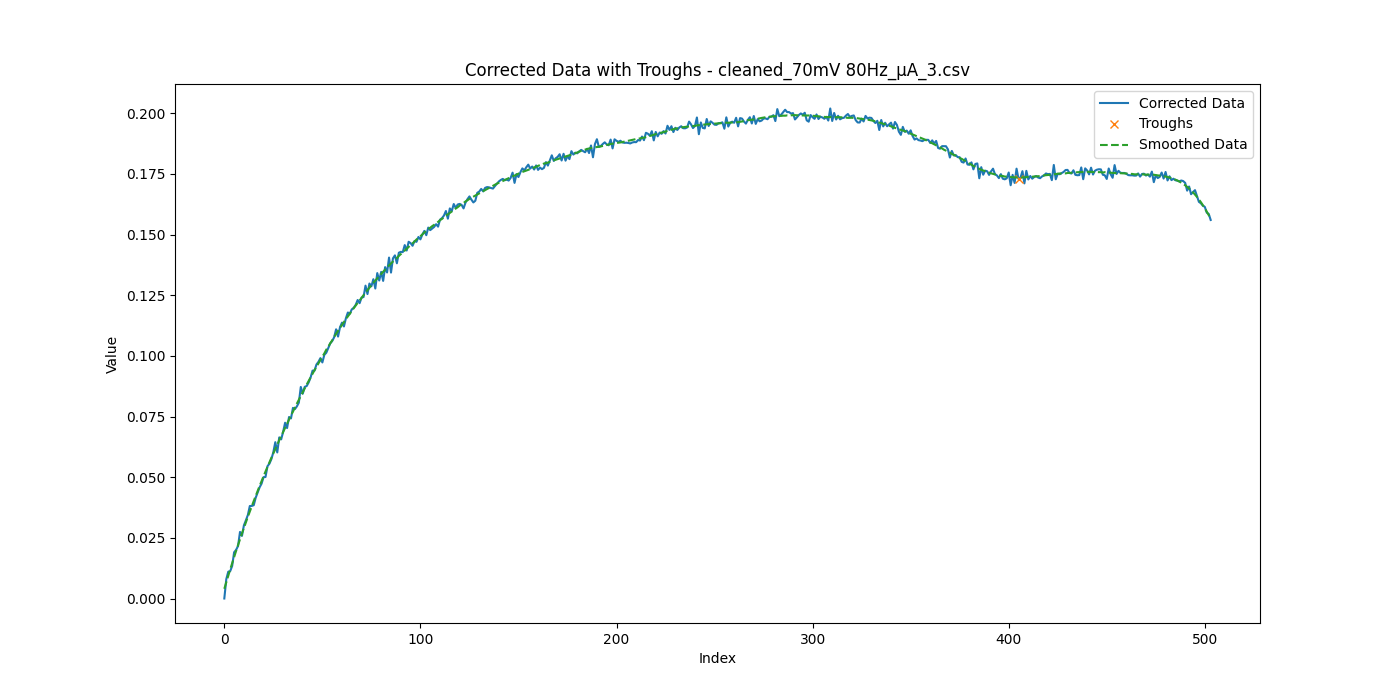 Corrected Data with Troughs - cleaned_70mV 80Hz_μA_3.csv
Corrected Data
Troughs
Smoothed Data
0.200
0.175
0.150
0.125
0.100
0.075
0.050
0.025
0.000
Value
0 100 200 300 400 500
Index